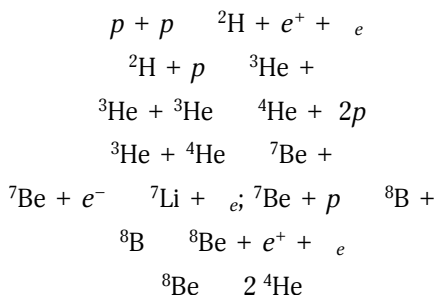 p + p ²H + e⁺ + ₑ
²H + p ³He +
³He + ³He ⁴He + 2p
³He + ⁴He ⁷Be +
⁷Be + e⁻ ⁷Li + ₑ; ⁷Be + p ⁸B +
⁸B ⁸Be + e⁺ + ₑ
⁸Be 2 ⁴He